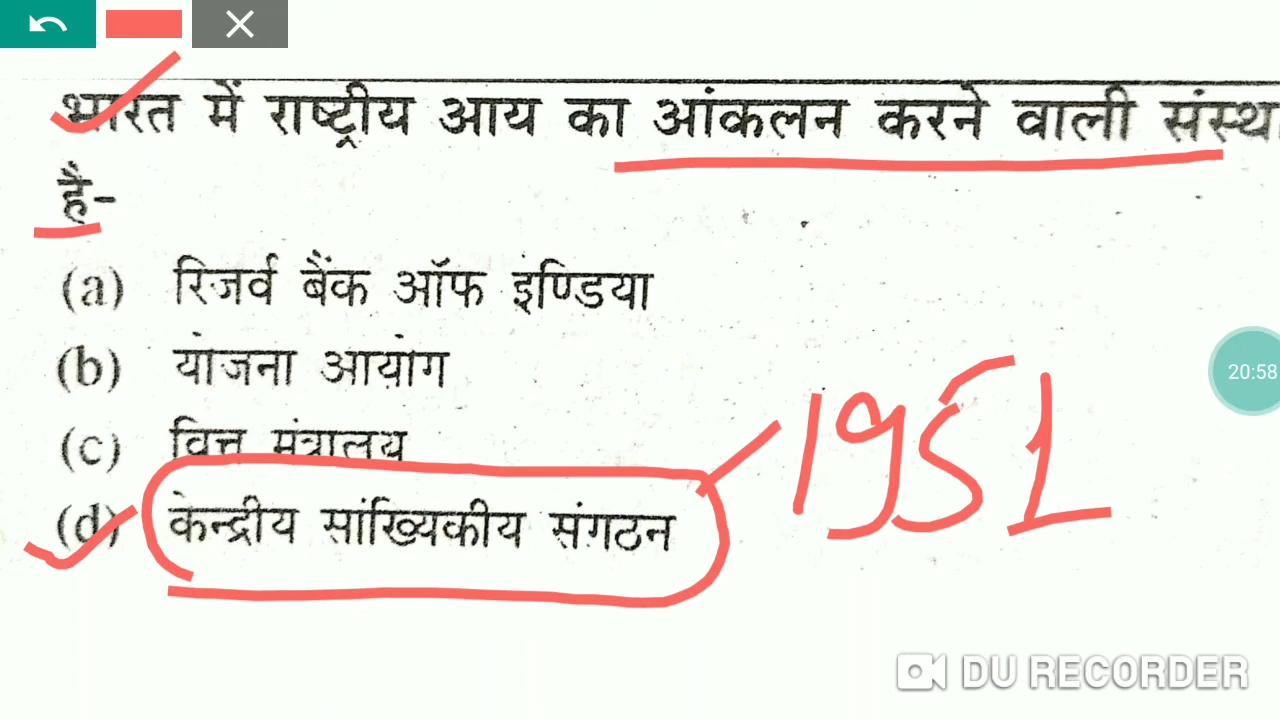 भारत में राष्ट्रीय आय का आंकलन करने वाली संस्था
है-
(a) रिजर्व बैंक ऑफ इण्डिया
(b) योजना आयोग
(c) वित्त मंत्रालय
(d) केन्द्रीय सांख्यिकीय संगठन
1951
20:58
DU RECORDER